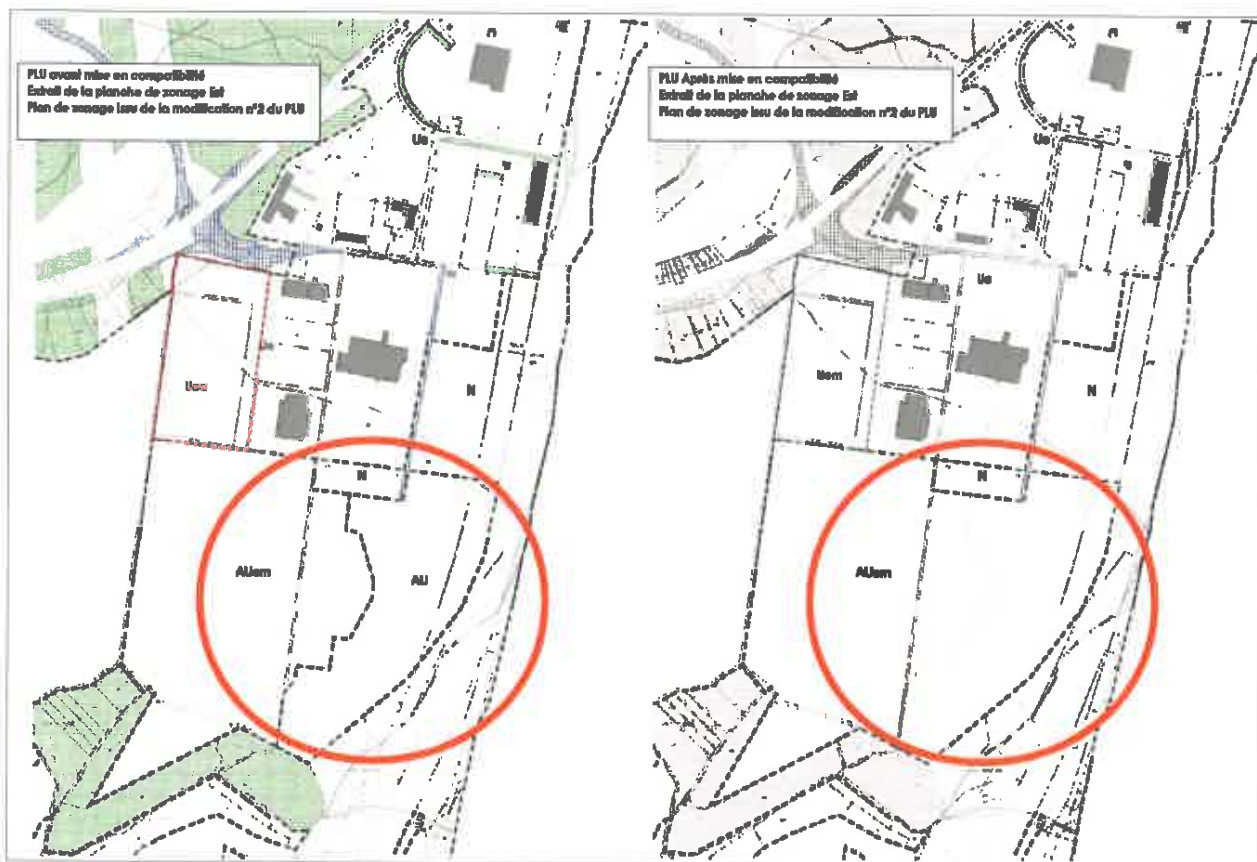 PLU avant mise en compatibilité
Extrait de la planche de zonage Est
Plan de zonage issu de la modification n°2 du PLU
Ue
Uem
N
N
AUem
AU
PLU Après mise en compatibilité
Extrait de la planche de zonage Est
Plan de zonage issu de la modification n°2 du PLU
Ue
Ue
Uem
N
N
AUem